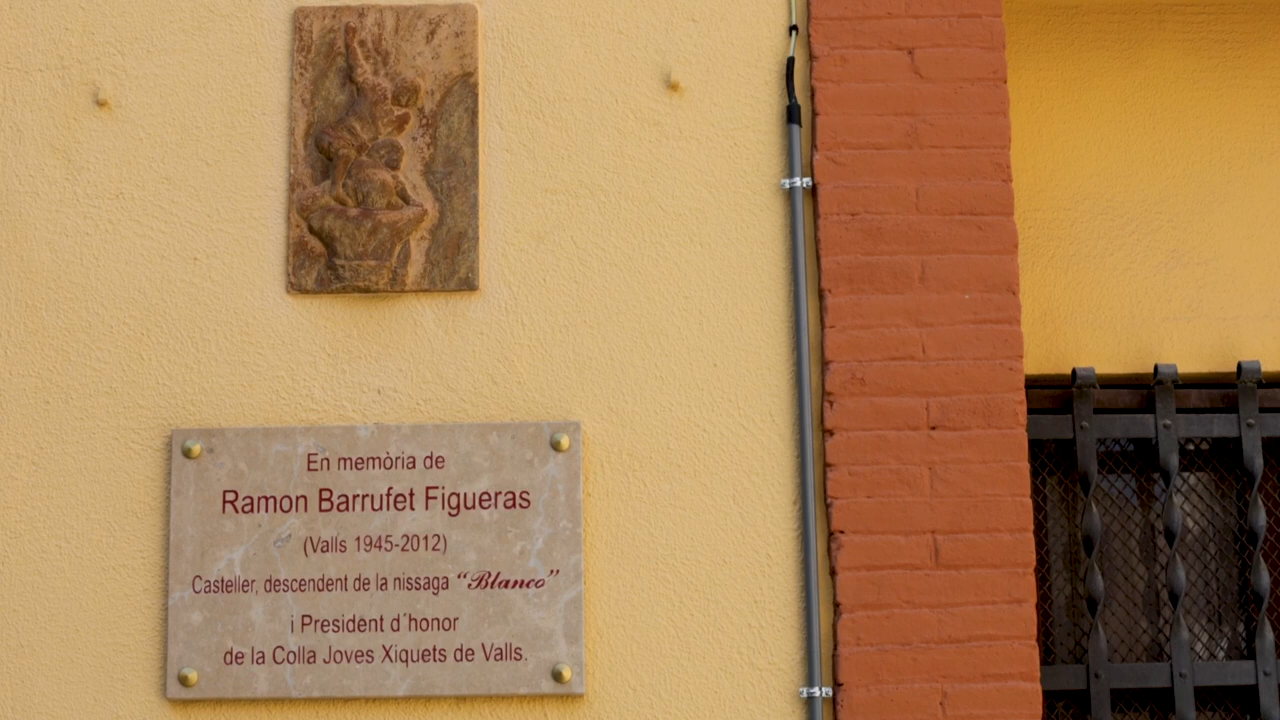 En memòria de
Ramon Barrufet Figueras
(Valls 1945-2012)
Casteller, descendent de la nissaga “Blanco”
i President d´honor
de la Colla Joves Xiquets de Valls.